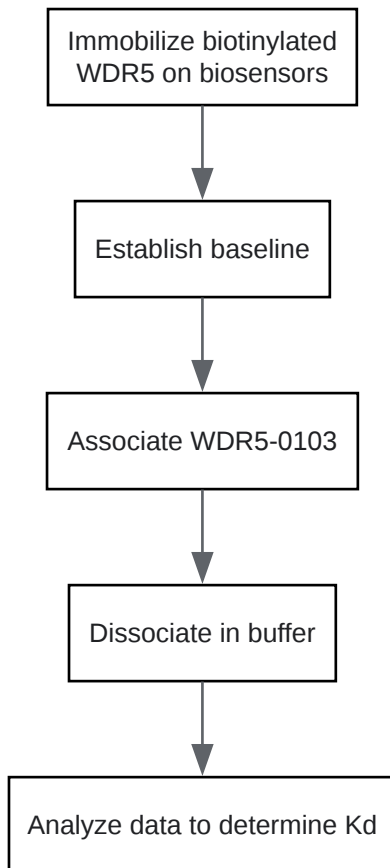 Immobilize biotinylated
WDR5 on biosensors
Establish baseline
Associate WDR5-0103
Dissociate in buffer
Analyze data to determine Kd